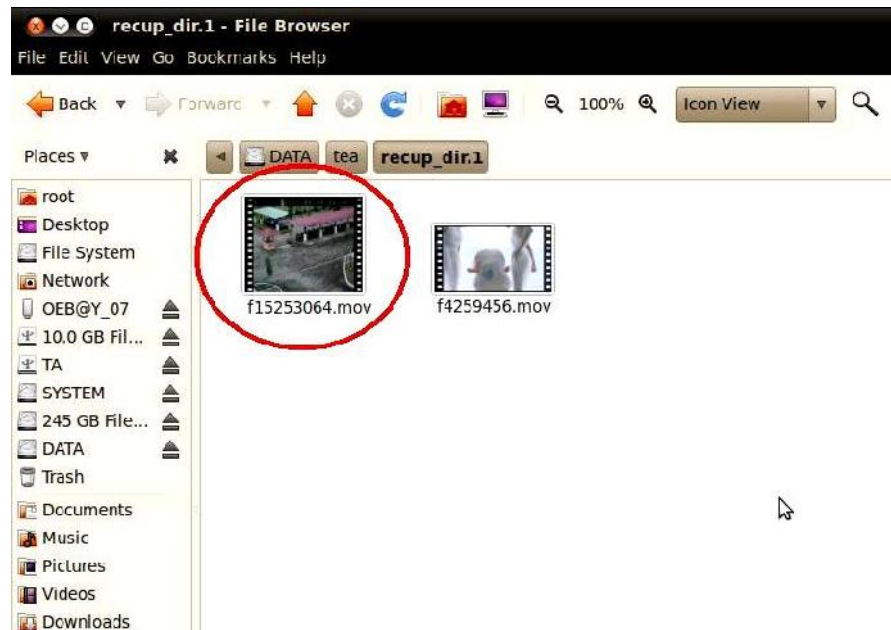 recup_dir.1 - File Browser
File Edit View Go Bookmarks Help
Back Forward 100% Icon View
Places DATA tea recup_dir.1
root
Desktop
File System
Network
OEB@Y_07
10.0 GB Fil...
TA
SYSTEM
245 GB File...
DATA
Trash
Documents
Music
Pictures
Videos
Downloads
f15253064.mov f4259456.mov